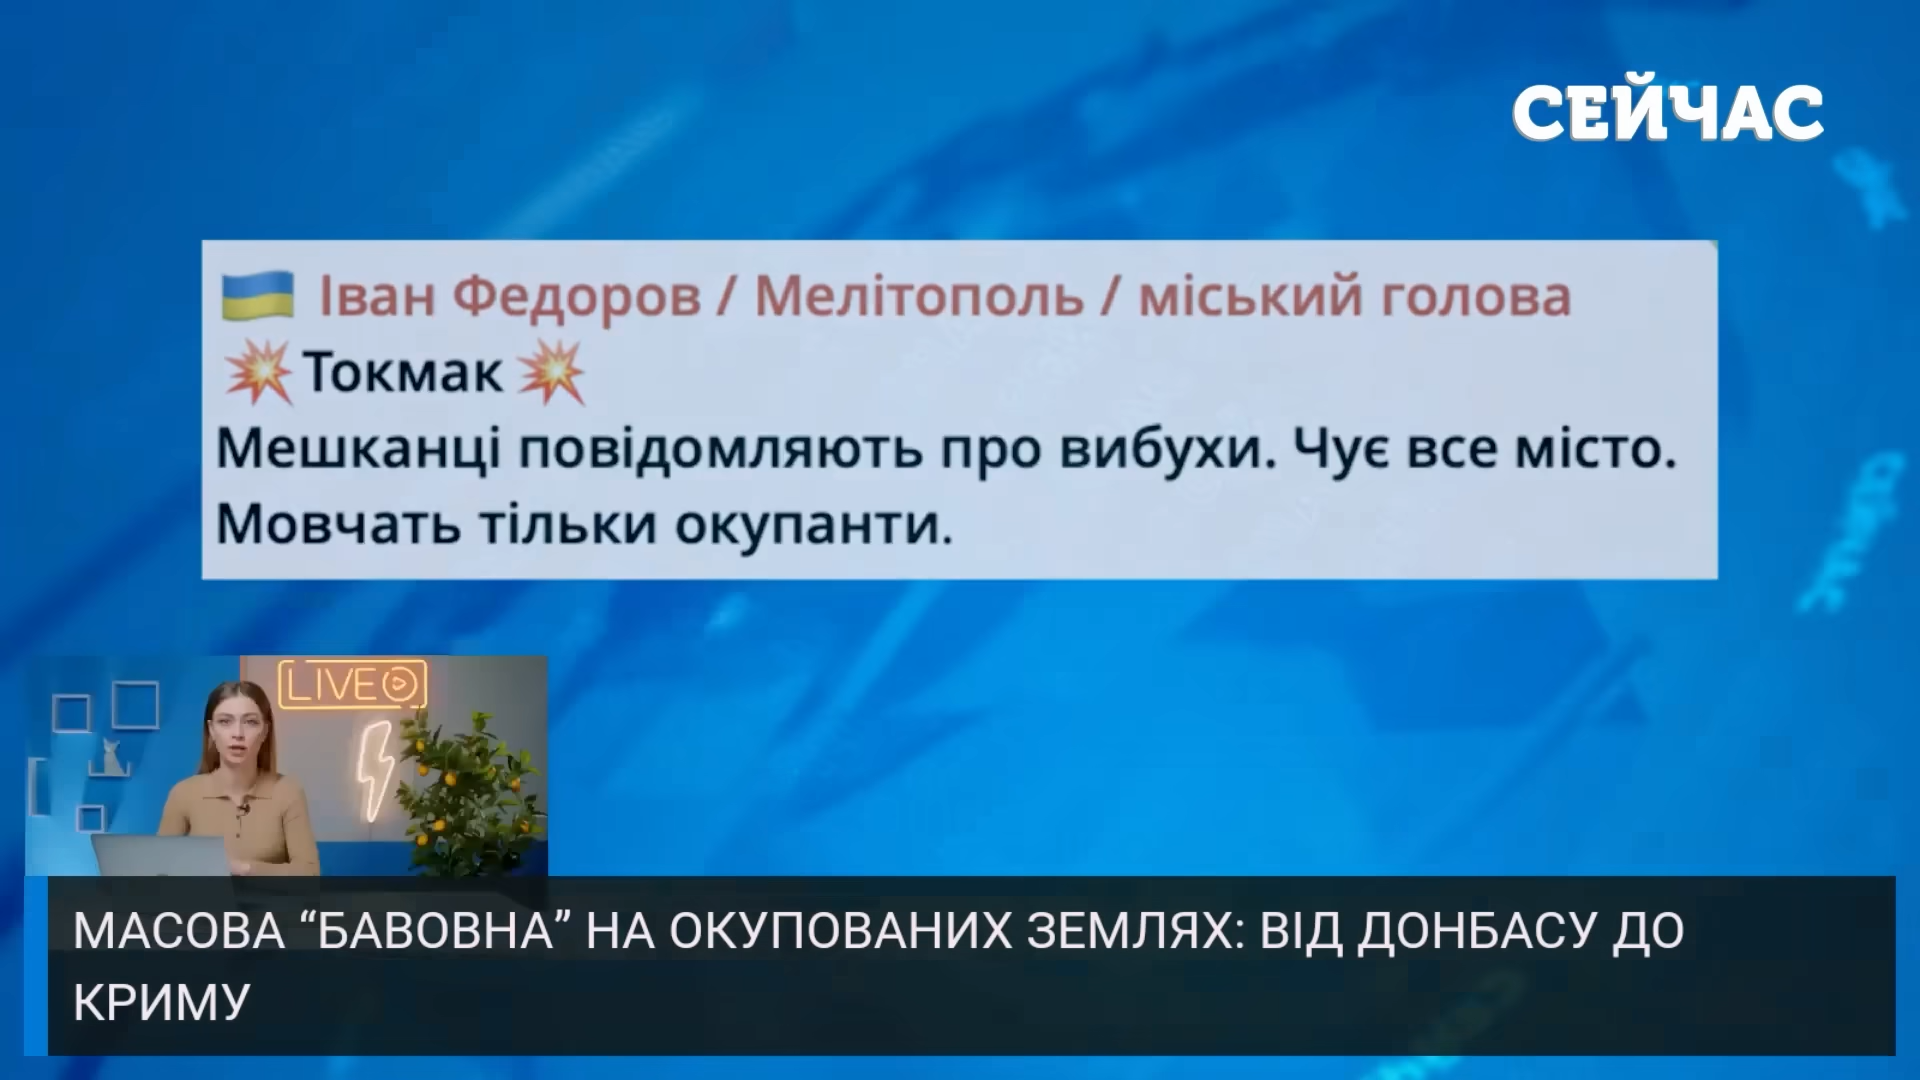 СЕЙЧАС
Іван Федоров / Мелітополь / міський голова
💥Токмак💥
Мешканці повідомляють про вибухи. Чує все місто.
Мовчать тільки окупанти.
LIVE
МАСОВА “БАВОВНА” НА ОКУПОВАНИХ ЗЕМЛЯХ: ВІД ДОНБАСУ ДО
КРИМУ